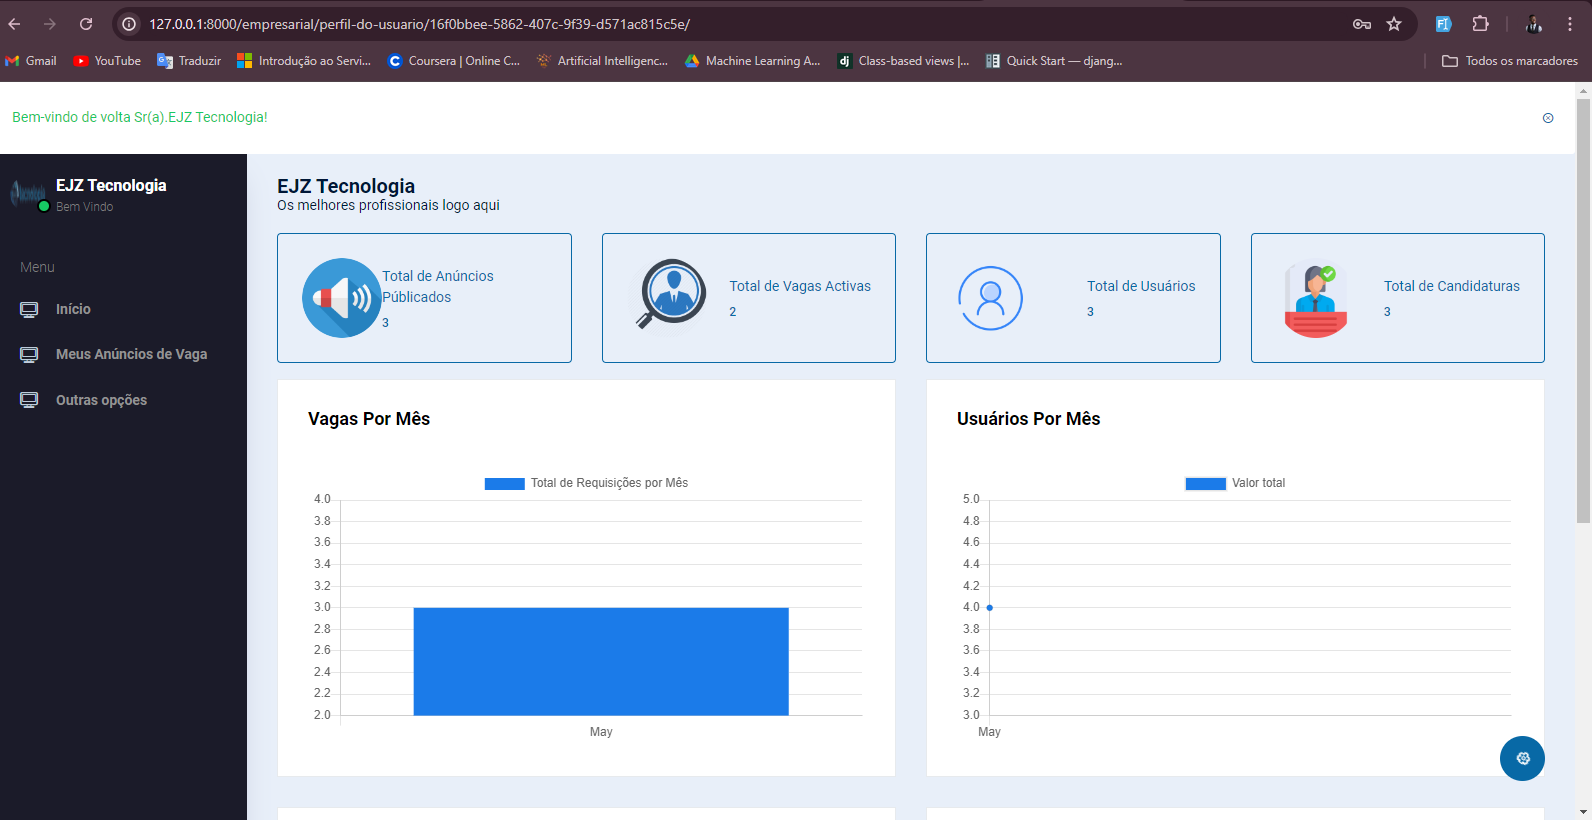 127.0.0.1:8000/empresarial/perfil-do-usuario/16f0bbee-5862-407c-9f39-d571ac815c5e/
Gmail YouTube Traduzir Introdução ao Servi... Coursera | Online C... Artificial Intelligenc... Machine Learning A... dj Class-based views |... Quick Start — djang... Todos os marcadores
Bem-vindo de volta Sr(a).EJZ Tecnologia!
EJZ Tecnologia
Bem Vindo
Menu
Início
Meus Anúncios de Vaga
Outras opções
EJZ Tecnologia
Os melhores profissionais logo aqui
Total de Anúncios
Públicados
3
Total de Vagas Activas
2
Total de Usuários
3
Total de Candidaturas
3
Vagas Por Mês
Total de Requisições por Mês
4.0
3.8
3.6
3.4
3.2
3.0
2.8
2.6
2.4
2.2
2.0
May
Usuários Por Mês
Valor total
5.0
4.8
4.6
4.4
4.2
4.0
3.8
3.6
3.4
3.2
3.0
May